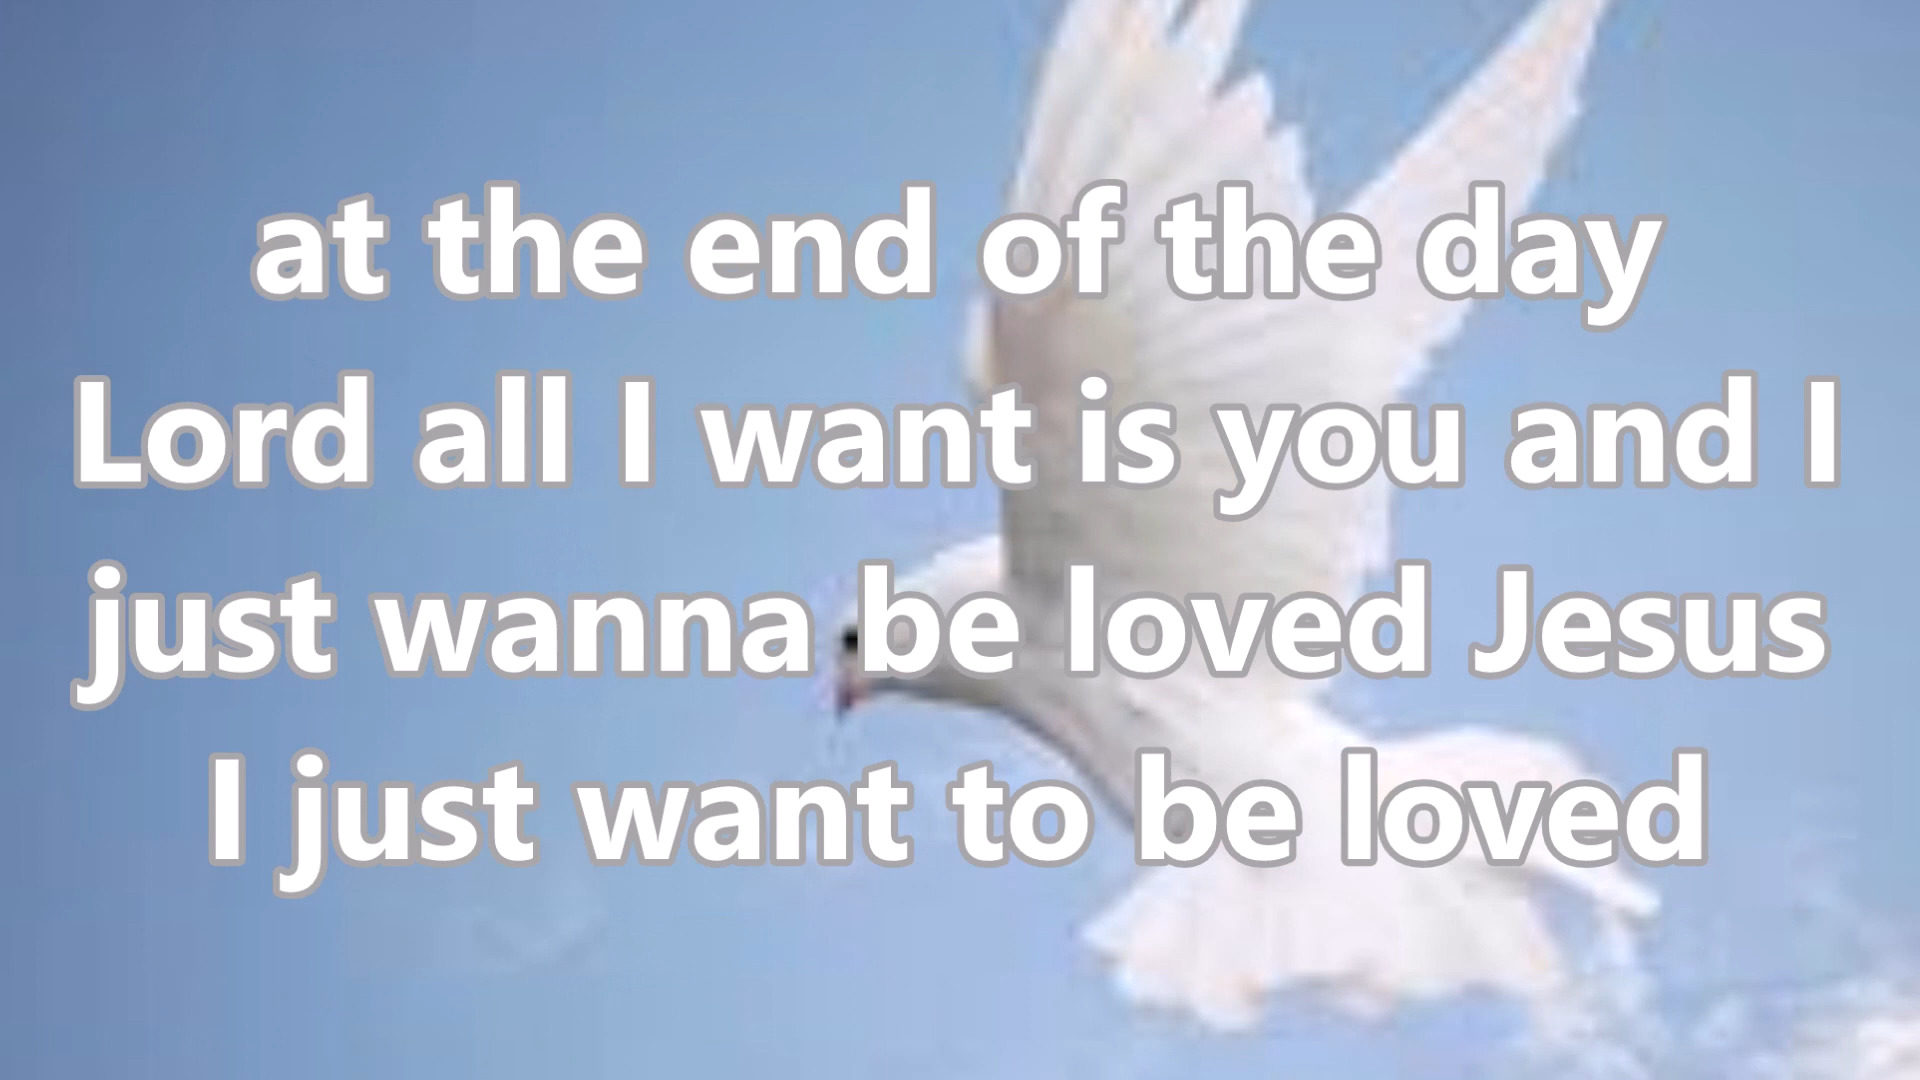 at the end of the day
Lord all I want is you and I
just wanna be loved Jesus
I just want to be loved